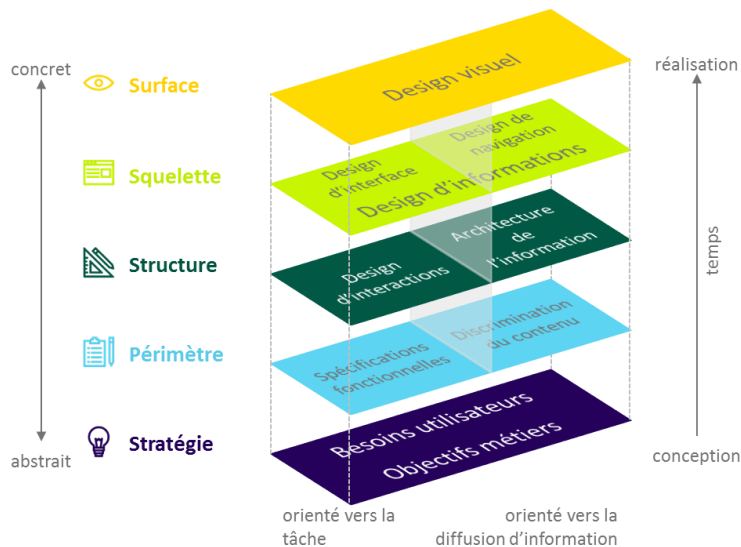 concret
Surface
Design visuel
réalisation
Squelette
Design
d'interface
Design de
navigation
Design d'informations
Structure
Design
d'interactions
Architecture
de
l'information
temps
Périmètre
Spécifications
fonctionnelles
Discrimination
du contenu
Stratégie
Besoins utilisateurs
Objectifs métiers
abstrait
conception
orienté vers la
tâche
orienté vers la
diffusion d'information